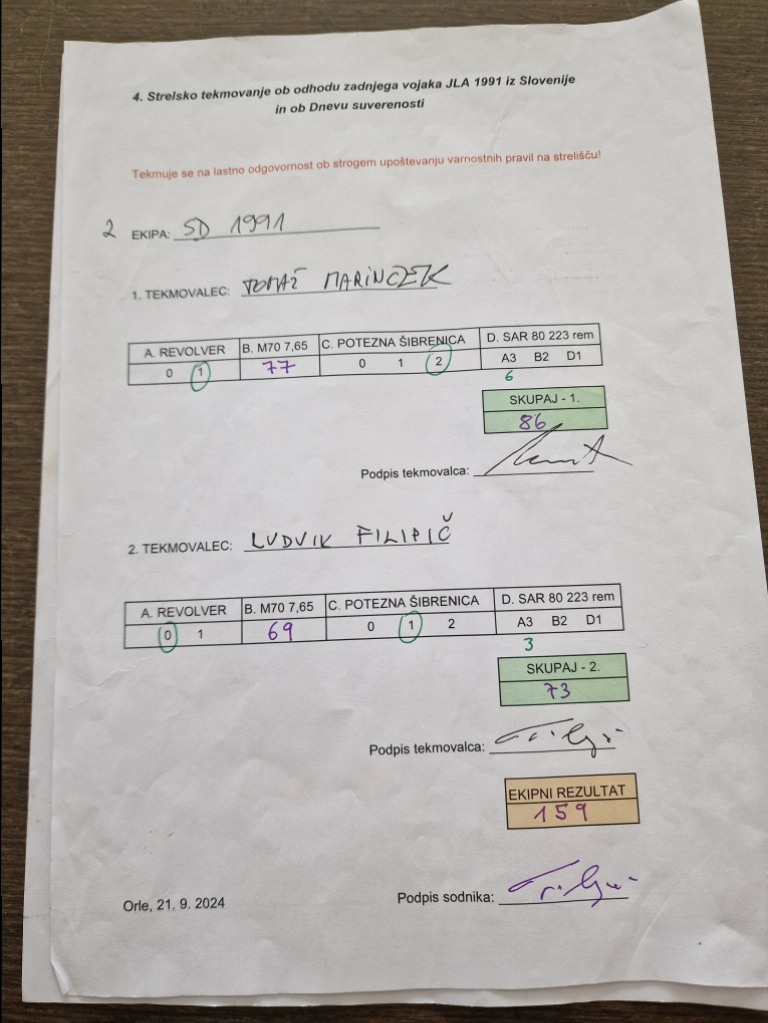 4. Strelsko tekmovanje ob odhodu zadnjega vojaka JLA 1991 iz Slovenije
in ob Dnevu suverenosti
Tekmuje se na lastno odgovornost ob strogem upoštevanju varnostnih pravil na strelišču!
2 EKIPA: SD 1991
1. TEKMOVALEC: TOMAŽ MARINCZEK
A. REVOLVER B. M70 7,65 C. POTEZNA ŠIBRENICA D. SAR 80 223 rem
0 1 77 0 1 2 A3 B2 D1
6
SKUPAJ - 1.
86
Podpis tekmovalca:
2. TEKMOVALEC: LUDVIK FILIPIČ
A. REVOLVER B. M70 7,65 C. POTEZNA ŠIBRENICA D. SAR 80 223 rem
0 1 69 0 1 2 A3 B2 D1
3
SKUPAJ - 2.
73
Podpis tekmovalca:
EKIPNI REZULTAT
159
Orle, 21. 9. 2024 Podpis sodnika: